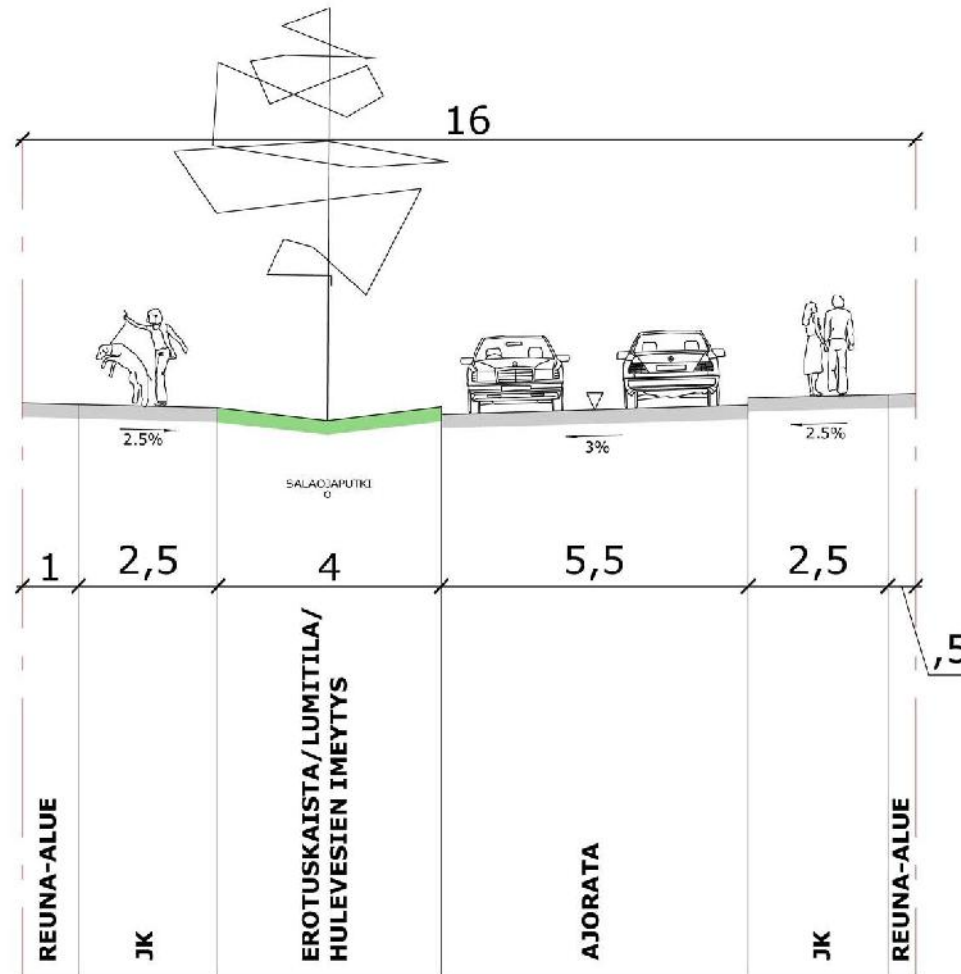 16
2.5%
3%
2.5%
SALAOJAPUTKI
1
2,5
4
5,5
2,5
,5
REUNA-ALUE
JK
EROTUSKAISTA/LUMITILA/
HULEVESIEN IMEYTYS
AJORATA
JK
REUNA-ALUE